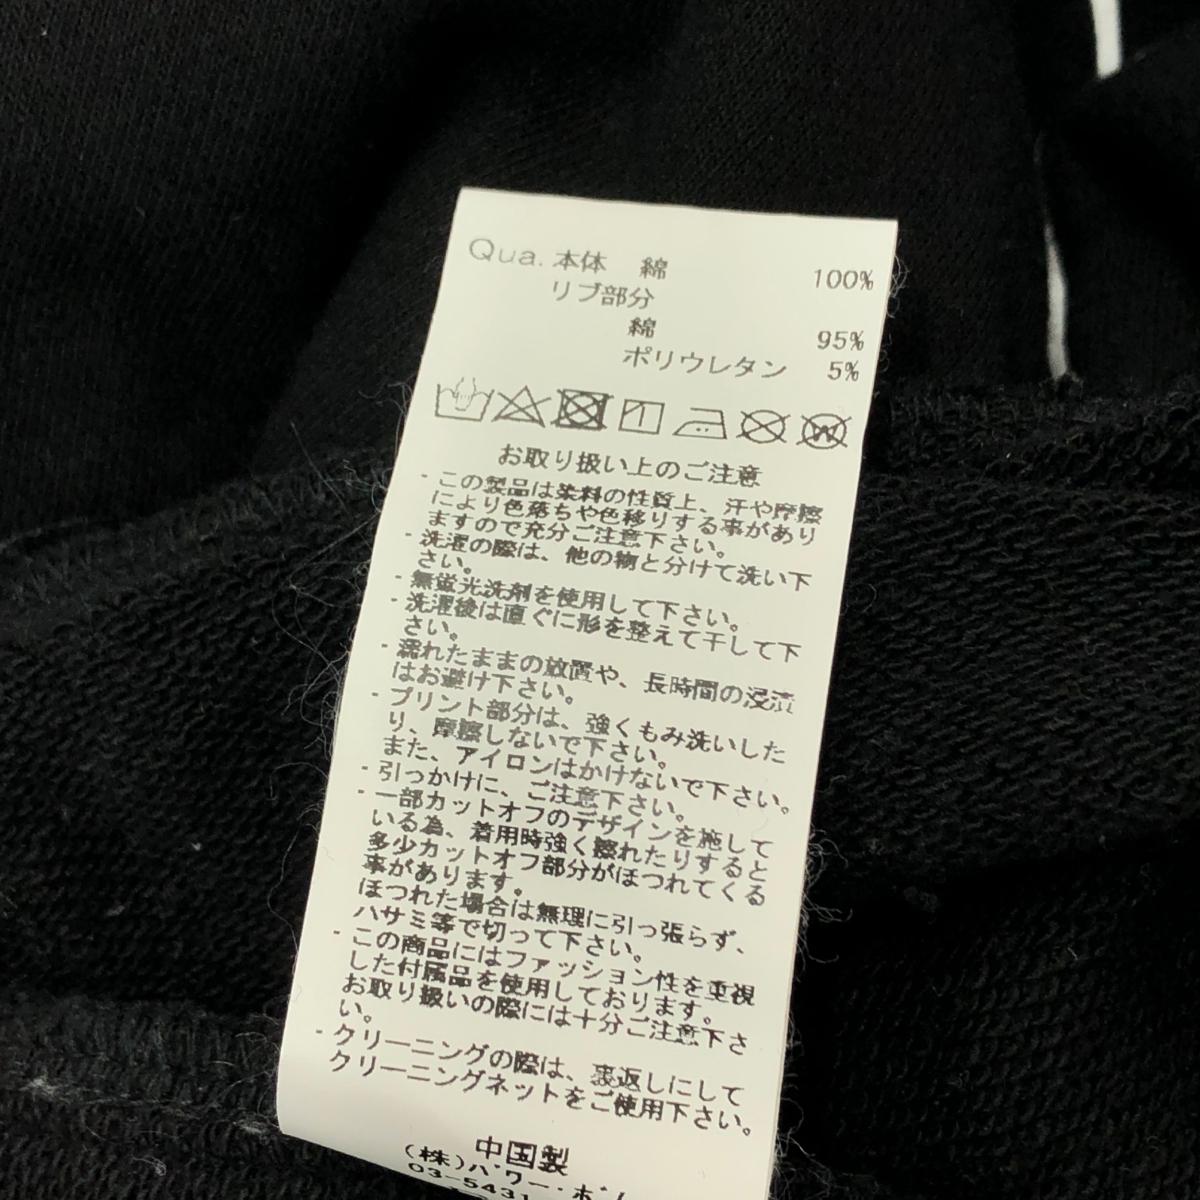 Qua. 本体 綿 100%
リブ部分
綿 95%
ポリウレタン 5%
お取り扱い上のご注意
・この製品は染料の性質上、汗や摩擦
により色落ちや色移りする事があり
ますので充分ご注意下さい。
・洗濯の際は、他の物と分けて洗い下
さい。
・無蛍光洗剤を使用して下さい。
・洗濯後は直ぐに形を整えて干して下
さい。
・濡れたままの放置や、長時間の浸漬
はお避け下さい。
・プリント部分は、強くもみ洗いした
り、摩擦しないで下さい。
また、アイロンはかけないで下さい。
・引っかけに、ご注意下さい。
・一部カットオフのデザインを施して
いる為、着用時強く擦れたりすると
多少カットオフ部分がほつれてくる
事があります。
ほつれた場合は無理に引っ張らず、
ハサミ等で切って下さい。
・この商品にはファッション性を重視
した付属品を使用しております。
お取り扱いの際には十分ご注意下さ
い。
・クリーニングの際は、裏返しにして
クリーニングネットをご使用下さい。
中国製
(株)パ・ワー・ボ
03-5431